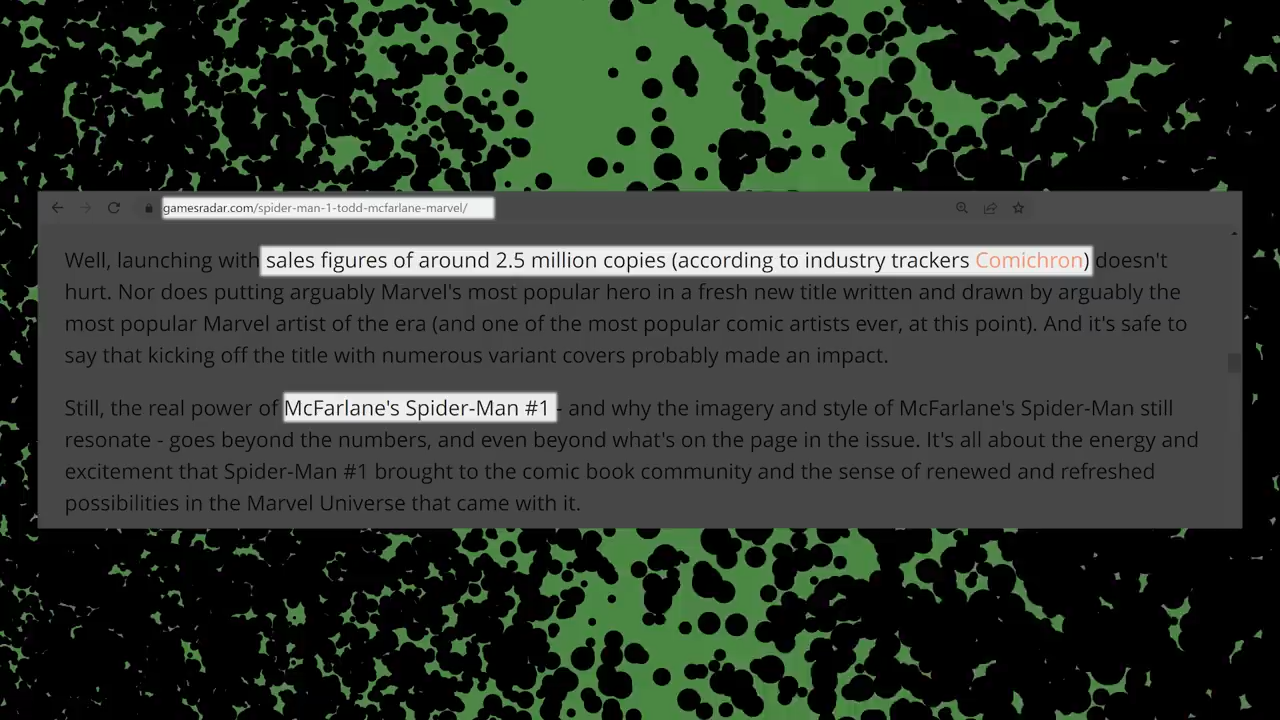 gamesradar.com/spider-man-1-todd-mcfarlane-marvel/
Well, launching with sales figures of around 2.5 million copies (according to industry trackers Comichron) doesn't
hurt. Nor does putting arguably Marvel's most popular hero in a fresh new title written and drawn by arguably the
most popular Marvel artist of the era (and one of the most popular comic artists ever, at this point). And it's safe to
say that kicking off the title with numerous variant covers probably made an impact.
Still, the real power of McFarlane's Spider-Man #1 - and why the imagery and style of McFarlane's Spider-Man still
resonate - goes beyond the numbers, and even beyond what's on the page in the issue. It's all about the energy and
excitement that Spider-Man #1 brought to the comic book community and the sense of renewed and refreshed
possibilities in the Marvel Universe that came with it.